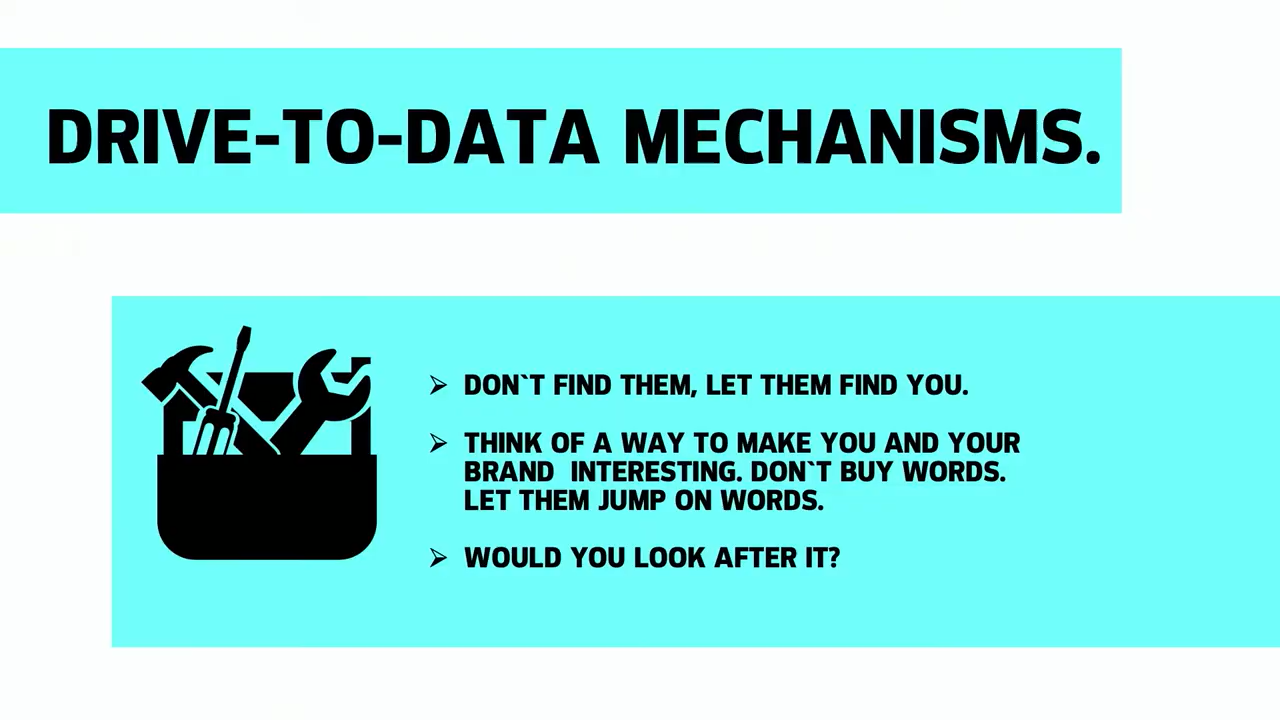 DRIVE-TO-DATA MECHANISMS.
➢ DON`T FIND THEM, LET THEM FIND YOU.
➢ THINK OF A WAY TO MAKE YOU AND YOUR
BRAND  INTERESTING. DON`T BUY WORDS.
LET THEM JUMP ON WORDS.
➢ WOULD YOU LOOK AFTER IT?